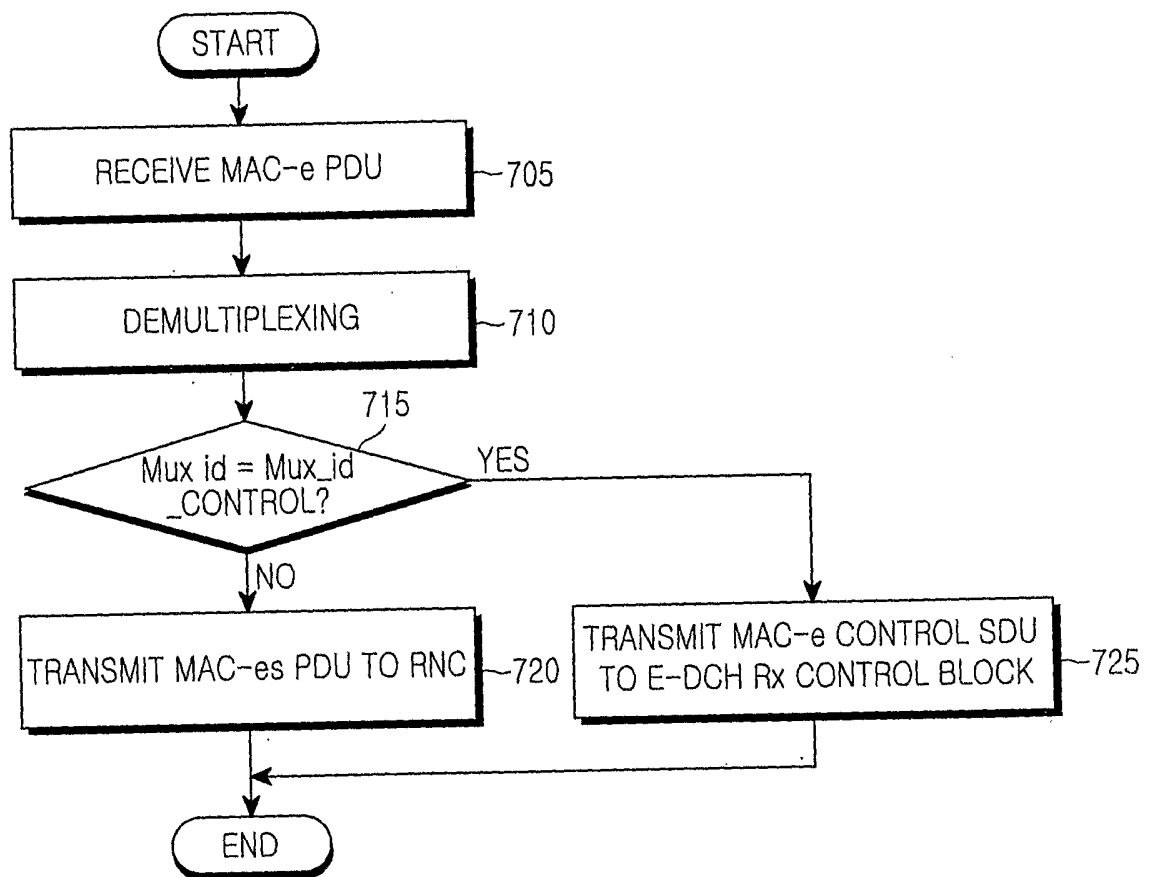 START
RECEIVE MAC-e PDU
705
DEMULTIPLEXING
710
715
Mux id = Mux_id
_CONTROL?
YES
NO
TRANSMIT MAC-es PDU TO RNC
720
TRANSMIT MAC-e CONTROL SDU
TO E-DCH Rx CONTROL BLOCK
725
END